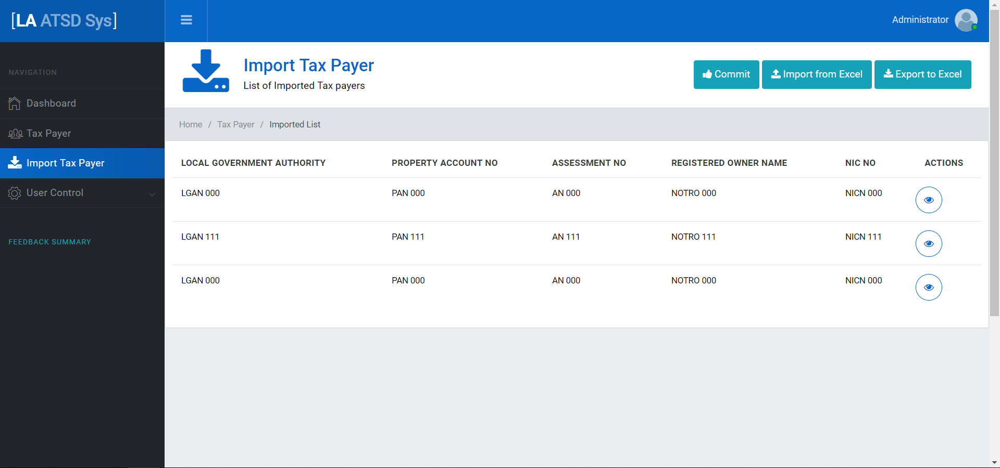 [LA ATSD Sys]
Administrator
NAVIGATION
Dashboard
Tax Payer
Import Tax Payer
User Control
FEEDBACK SUMMARY
Import Tax Payer
List of Imported Tax payers
Commit
Import from Excel
Export to Excel
Home / Tax Payer / Imported List
LOCAL GOVERNMENT AUTHORITY PROPERTY ACCOUNT NO ASSESSMENT NO REGISTERED OWNER NAME NIC NO ACTIONS
LGAN 000 PAN 000 AN 000 NOTRO 000 NICN 000
LGAN 111 PAN 111 AN 111 NOTRO 111 NICN 111
LGAN 000 PAN 000 AN 000 NOTRO 000 NICN 000